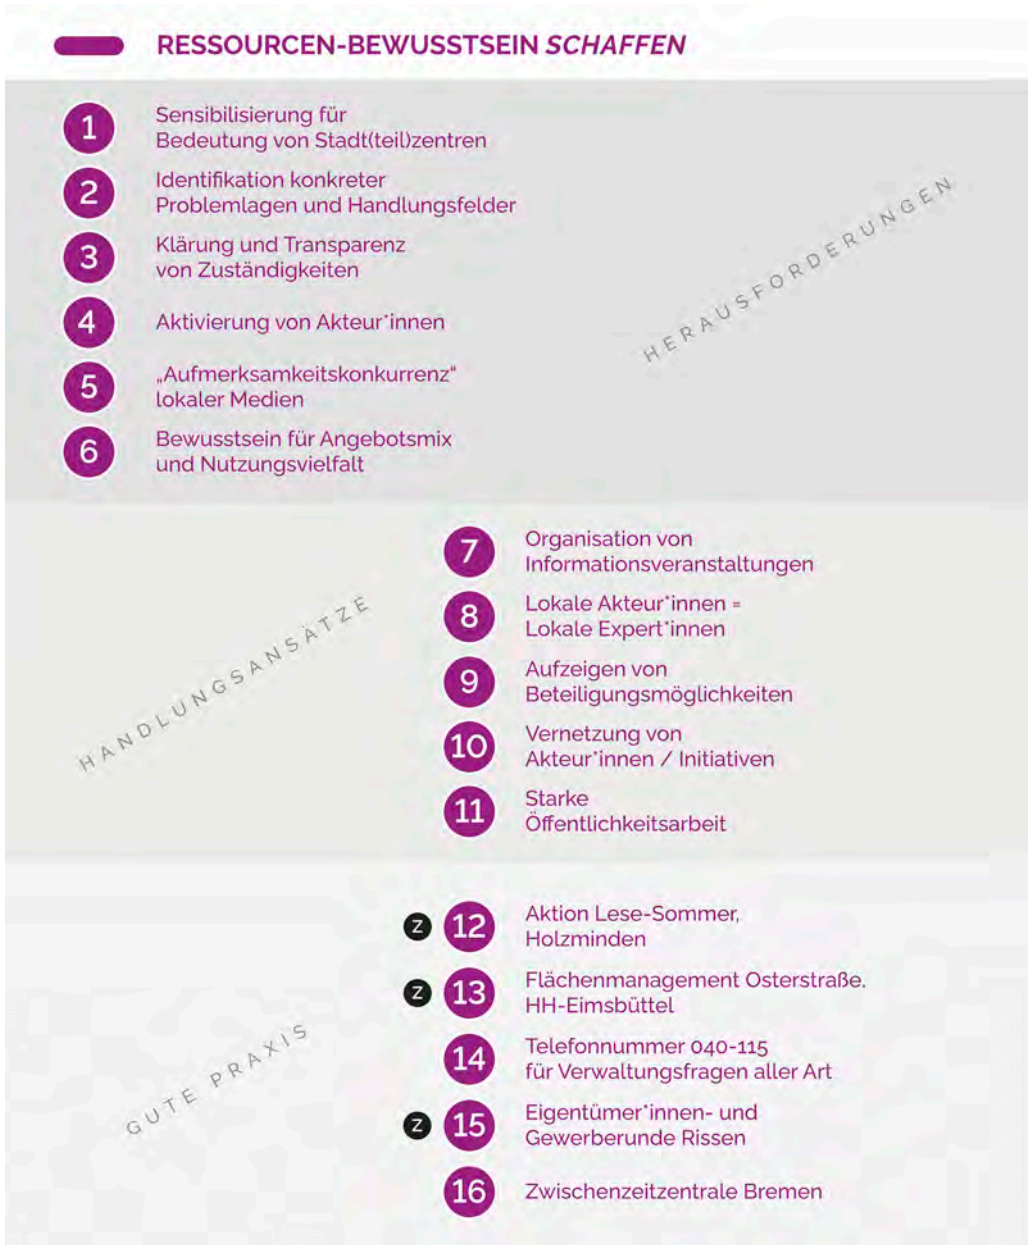 RESSOURCEN-BEWUSSTSEIN SCHAFFEN
1
Sensibilisierung für
Bedeutung von Stadt(teil)zentren
2
Identifikation konkreter
Problemlagen und Handlungsfelder
3
Klärung und Transparenz
von Zuständigkeiten
4
Aktivierung von Akteur*innen
5
„Aufmerksamkeitskonkurrenz“
lokaler Medien
6
Bewusstsein für Angebotsmix
und Nutzungsvielfalt
HERAUSFORDERUNGEN
HANDLUNGSANSÄTZE
7
Organisation von
Informationsveranstaltungen
8
Lokale Akteur*innen =
Lokale Expert*innen
9
Aufzeigen von
Beteiligungsmöglichkeiten
10
Vernetzung von
Akteur*innen / Initiativen
11
Starke
Öffentlichkeitsarbeit
GUTE PRAXIS
Z 12
Aktion Lese-Sommer,
Holzminden
Z 13
Flächenmanagement Osterstraße,
HH-Eimsbüttel
14
Telefonnummer 040-115
für Verwaltungsfragen aller Art
Z 15
Eigentümer*innen- und
Gewerberunde Rissen
16
Zwischenzeitzentrale Bremen